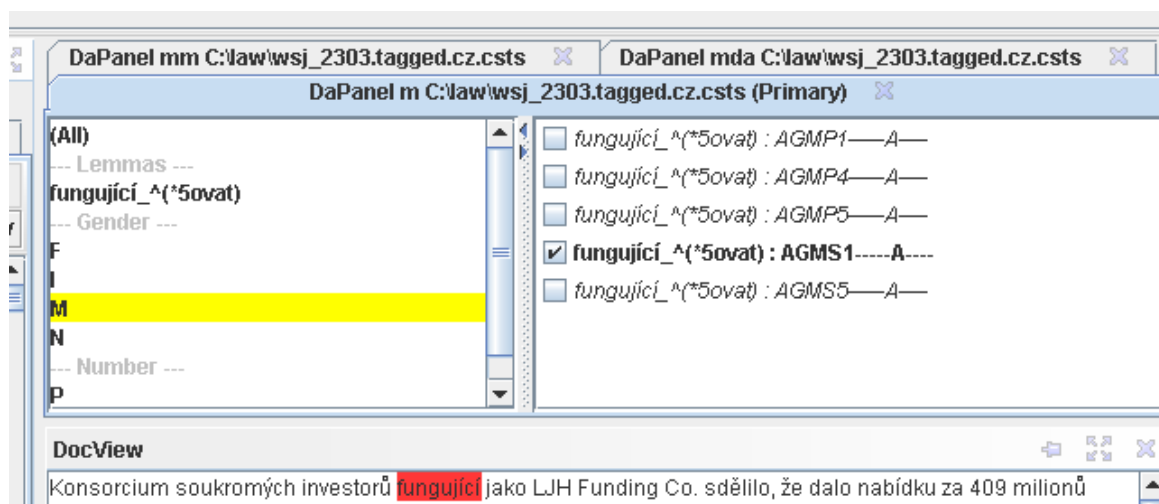 DaPanel mm C:\law\wsj_2303.tagged.cz.csts
DaPanel mda C:\law\wsj_2303.tagged.cz.csts
DaPanel m C:\law\wsj_2303.tagged.cz.csts (Primary)
(All)
--- Lemmas ---
fungující_^(*5ovat)
--- Gender ---
F
I
M
N
--- Number ---
P
fungující_^(*5ovat) : AGMP1-----A----
fungující_^(*5ovat) : AGMP4-----A----
fungující_^(*5ovat) : AGMP5-----A----
fungující_^(*5ovat) : AGMS1-----A----
fungující_^(*5ovat) : AGMS5-----A----
DocView
Konsorcium soukromých investorů fungující jako LJH Funding Co. sdělilo, že dalo nabídku za 409 milionů